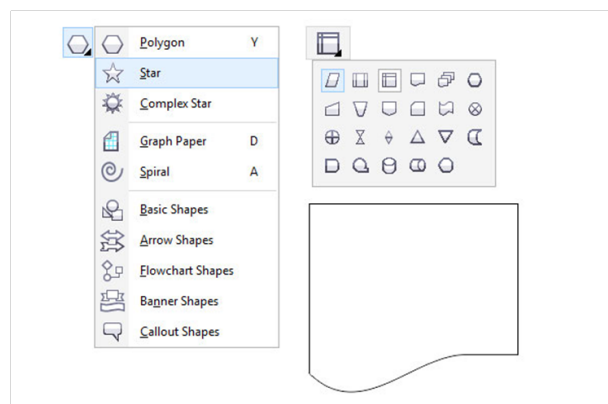 Polygon Y
Star
Complex Star
Graph Paper D
Spiral A
Basic Shapes
Arrow Shapes
Flowchart Shapes
Banner Shapes
Callout Shapes